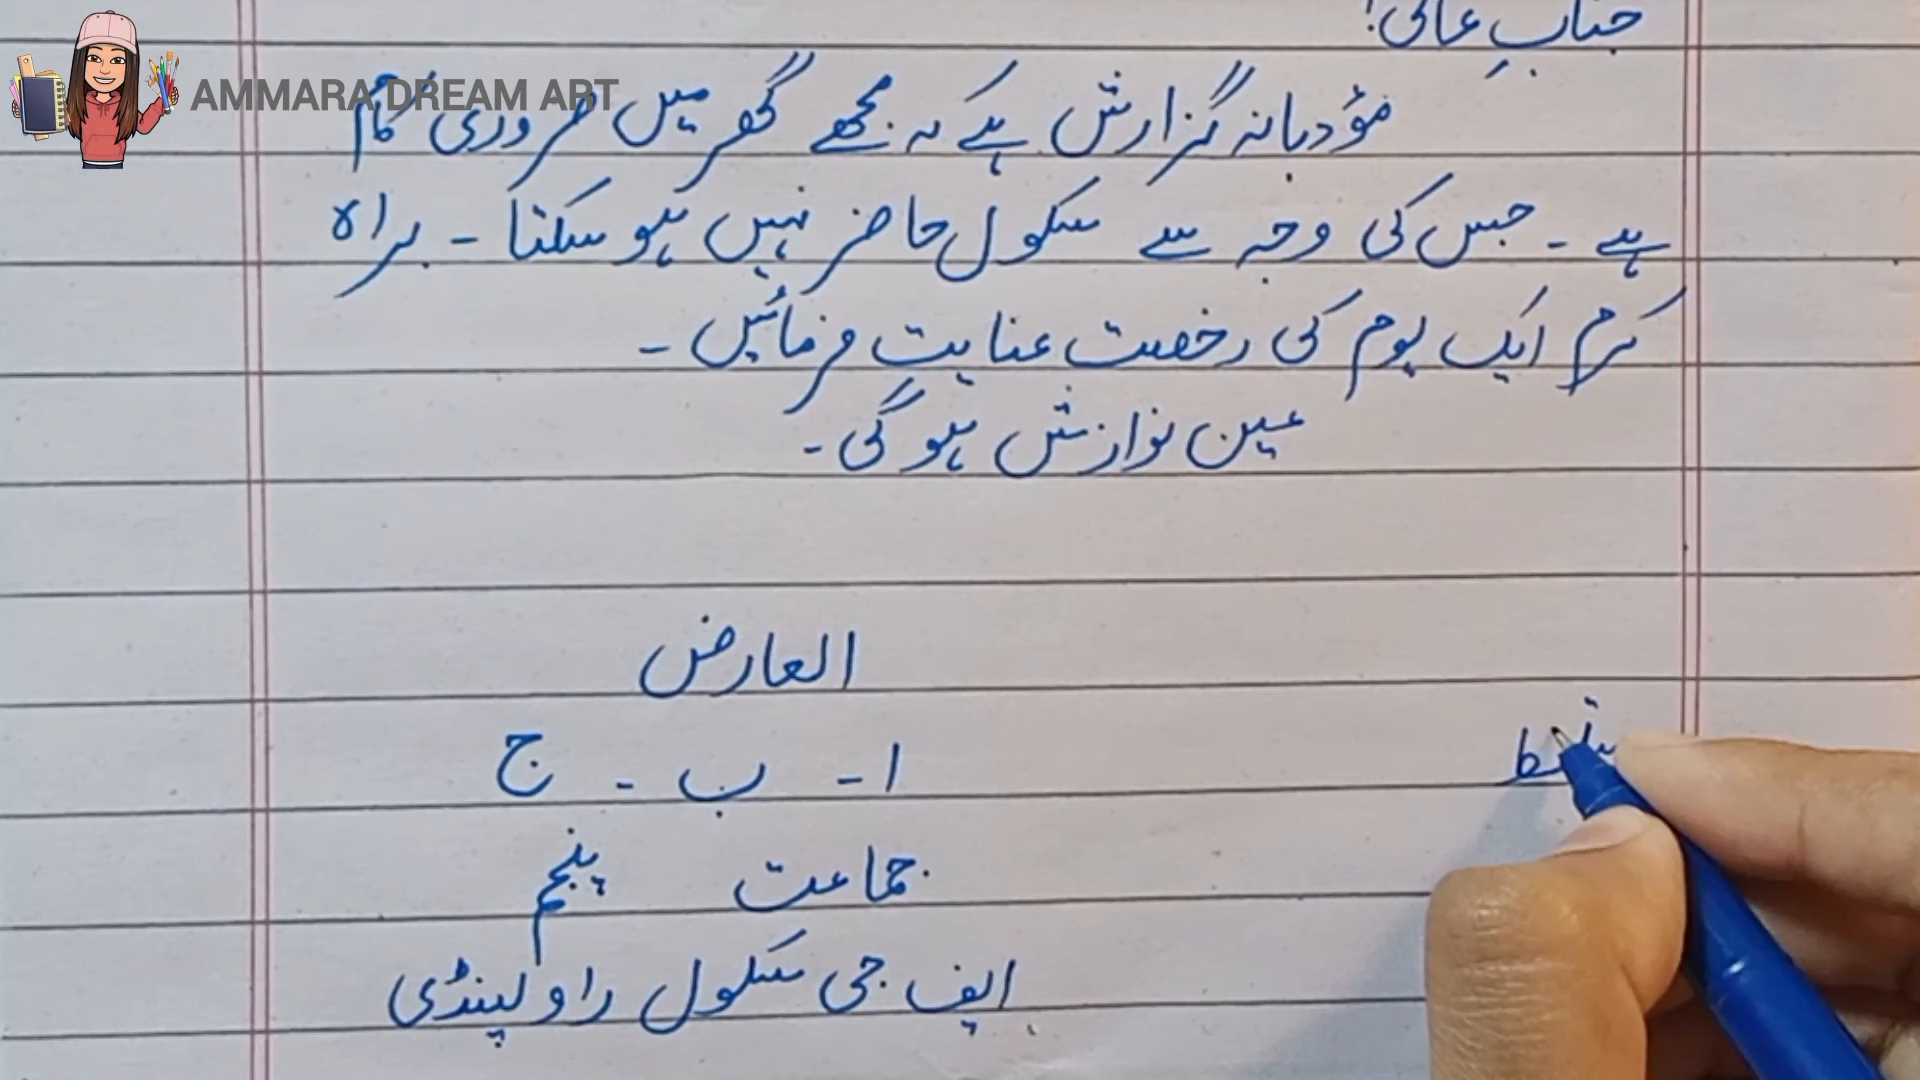 جنابِ عالی!
AMMARA DREAM ART
مؤدبانہ گزارش ہے کہ مجھے گھر میں ضروری کام
ہے ۔ جس کی وجہ سے سکول حاضر نہیں ہو سکتا ۔ براہ
کرم ایک یوم کی رخصت عنایت فرمائیں ۔
عین نوازش ہو گی ۔
العارض
ا ۔ ب ۔ ج
جماعت پنجم
ایف جی سکول راولپنڈی